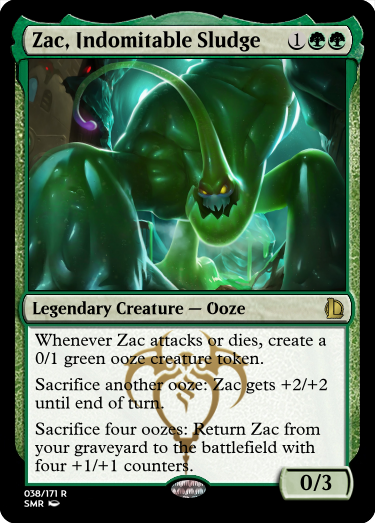 Zac, Indomitable Sludge 1
Legendary Creature — Ooze
Whenever Zac attacks or dies, create a
0/1 green ooze creature token.
Sacrifice another ooze: Zac gets +2/+2
until end of turn.
Sacrifice four oozes: Return Zac from
your graveyard to the battlefield with
four +1/+1 counters.
0/3
038/171 R
SMR